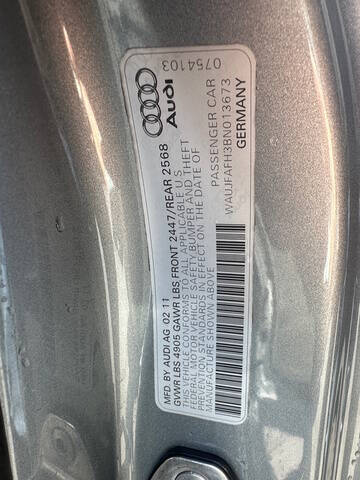 Audi
0754103
MFD. BY AUDI AG 02 11
GVWR LBS 4905 GAWR LBS FRONT 2447/REAR 2568
THIS VEHICLE CONFORMS TO ALL APPLICABLE U S
FEDERAL MOTOR VEHICLE SAFETY BUMPER AND THEFT
PREVENTION STANDARDS IN EFFECT ON THE DATE OF
MANUFACTURE SHOWN ABOVE
PASSENGER CAR
WAUJFAFH3BN013673
GERMANY